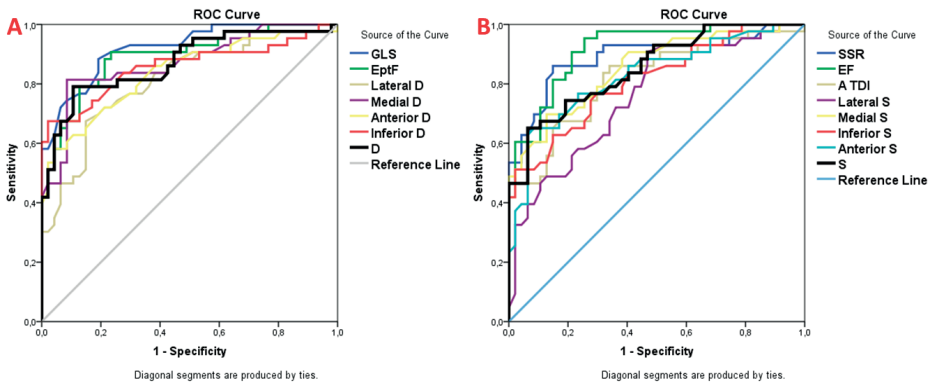 A
ROC Curve
Sensitivity
1,0
0,8
0,6
0,4
0,2
0,0
0,0
0,2
0,4
0,6
0,8
1,0
1 - Specificity
Diagonal segments are produced by ties.
Source of the Curve
GLS
EptF
Lateral D
Medial D
Anterior D
Inferior D
D
Reference Line
B
ROC Curve
Sensitivity
1,0
0,8
0,6
0,4
0,2
0,0
0,0
0,2
0,4
0,6
0,8
1,0
1 - Specificity
Diagonal segments are produced by ties.
Source of the Curve
SSR
EF
A TDI
Lateral S
Medial S
Inferior S
Anterior S
S
Reference Line